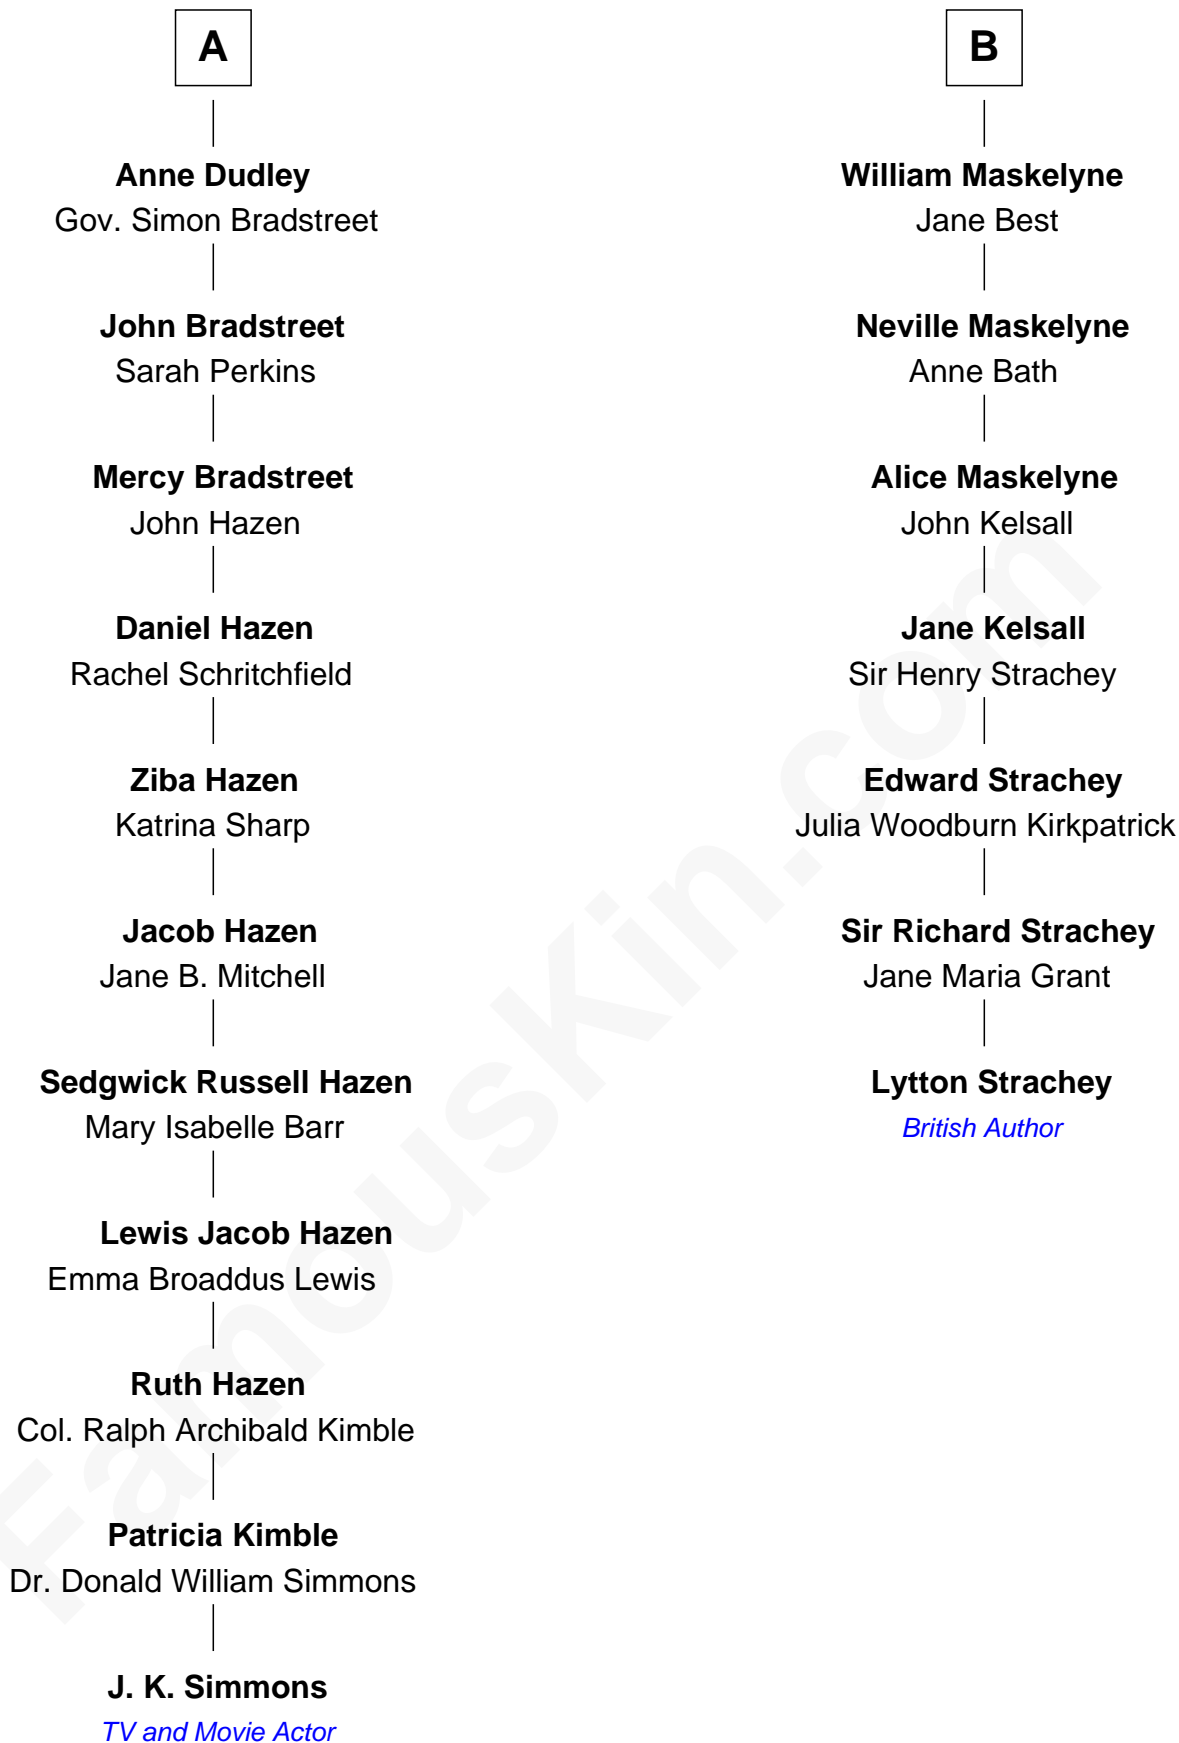 A
Anne Dudley
Gov. Simon Bradstreet
John Bradstreet
Sarah Perkins
Mercy Bradstreet
John Hazen
Daniel Hazen
Rachel Schritchfield
Ziba Hazen
Katrina Sharp
Jacob Hazen
Jane B. Mitchell
Sedgwick Russell Hazen
Mary Isabelle Barr
Lewis Jacob Hazen
Emma Broaddus Lewis
Ruth Hazen
Col. Ralph Archibald Kimble
Patricia Kimble
Dr. Donald William Simmons
J. K. Simmons
TV and Movie Actor
B
William Maskelyne
Jane Best
Neville Maskelyne
Anne Bath
Alice Maskelyne
John Kelsall
Jane Kelsall
Sir Henry Strachey
Edward Strachey
Julia Woodburn Kirkpatrick
Sir Richard Strachey
Jane Maria Grant
Lytton Strachey
British Author
FamousKin.com